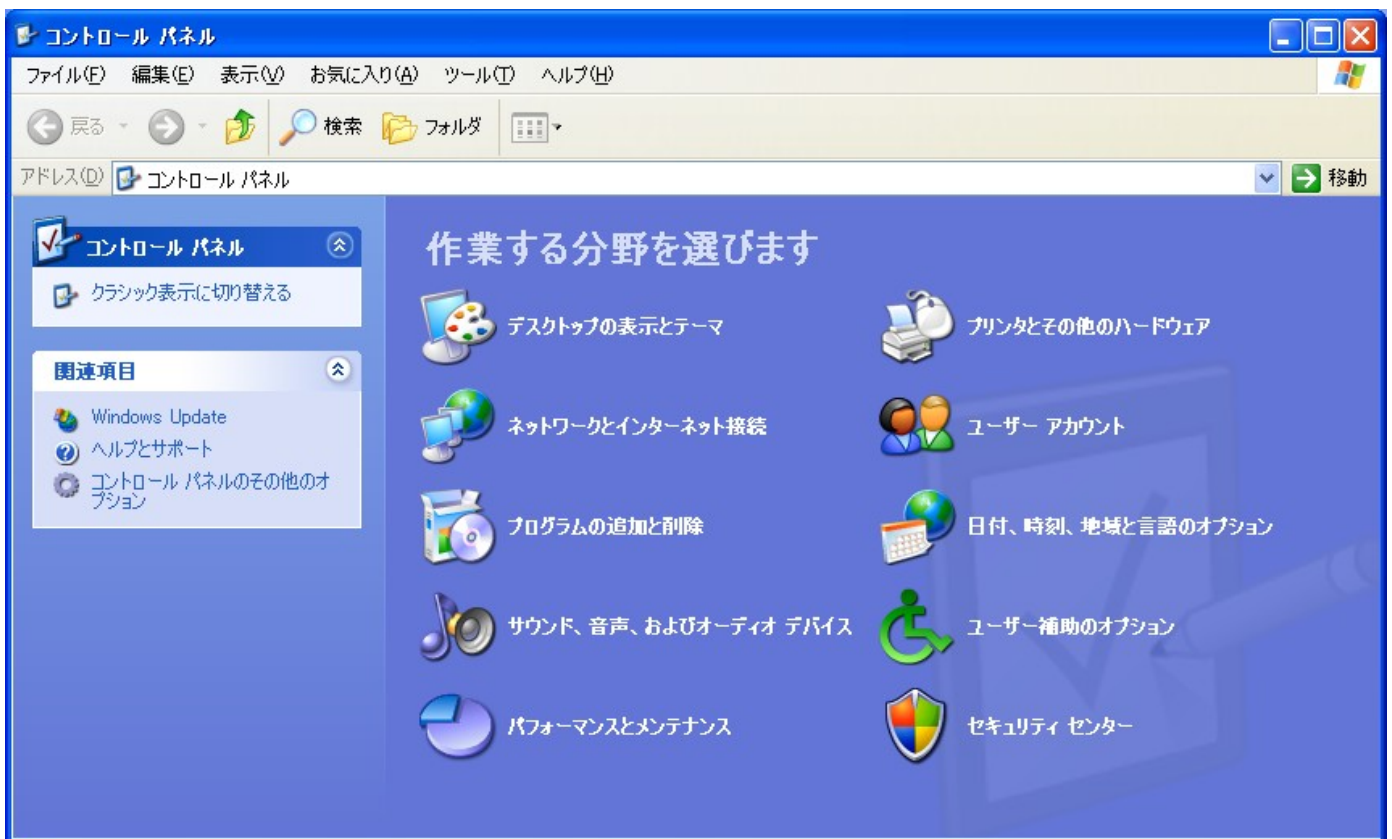 コントロール パネル
ファイル(F) 編集(E) 表示(V) お気に入り(A) ツール(T) ヘルプ(H)
戻る 検索 フォルダ
アドレス(D) コントロール パネル 移動
コントロール パネル
クラシック表示に切り替える
関連項目
Windows Update
ヘルプとサポート
コントロール パネルのその他のオ
プション
作業する分野を選びます
デスクトップの表示とテーマ
プリンタとその他のハードウェア
ネットワークとインターネット接続
ユーザー アカウント
プログラムの追加と削除
日付、時刻、地域と言語のオプション
サウンド、音声、およびオーディオ デバイス
ユーザー補助のオプション
パフォーマンスとメンテナンス
セキュリティ センター